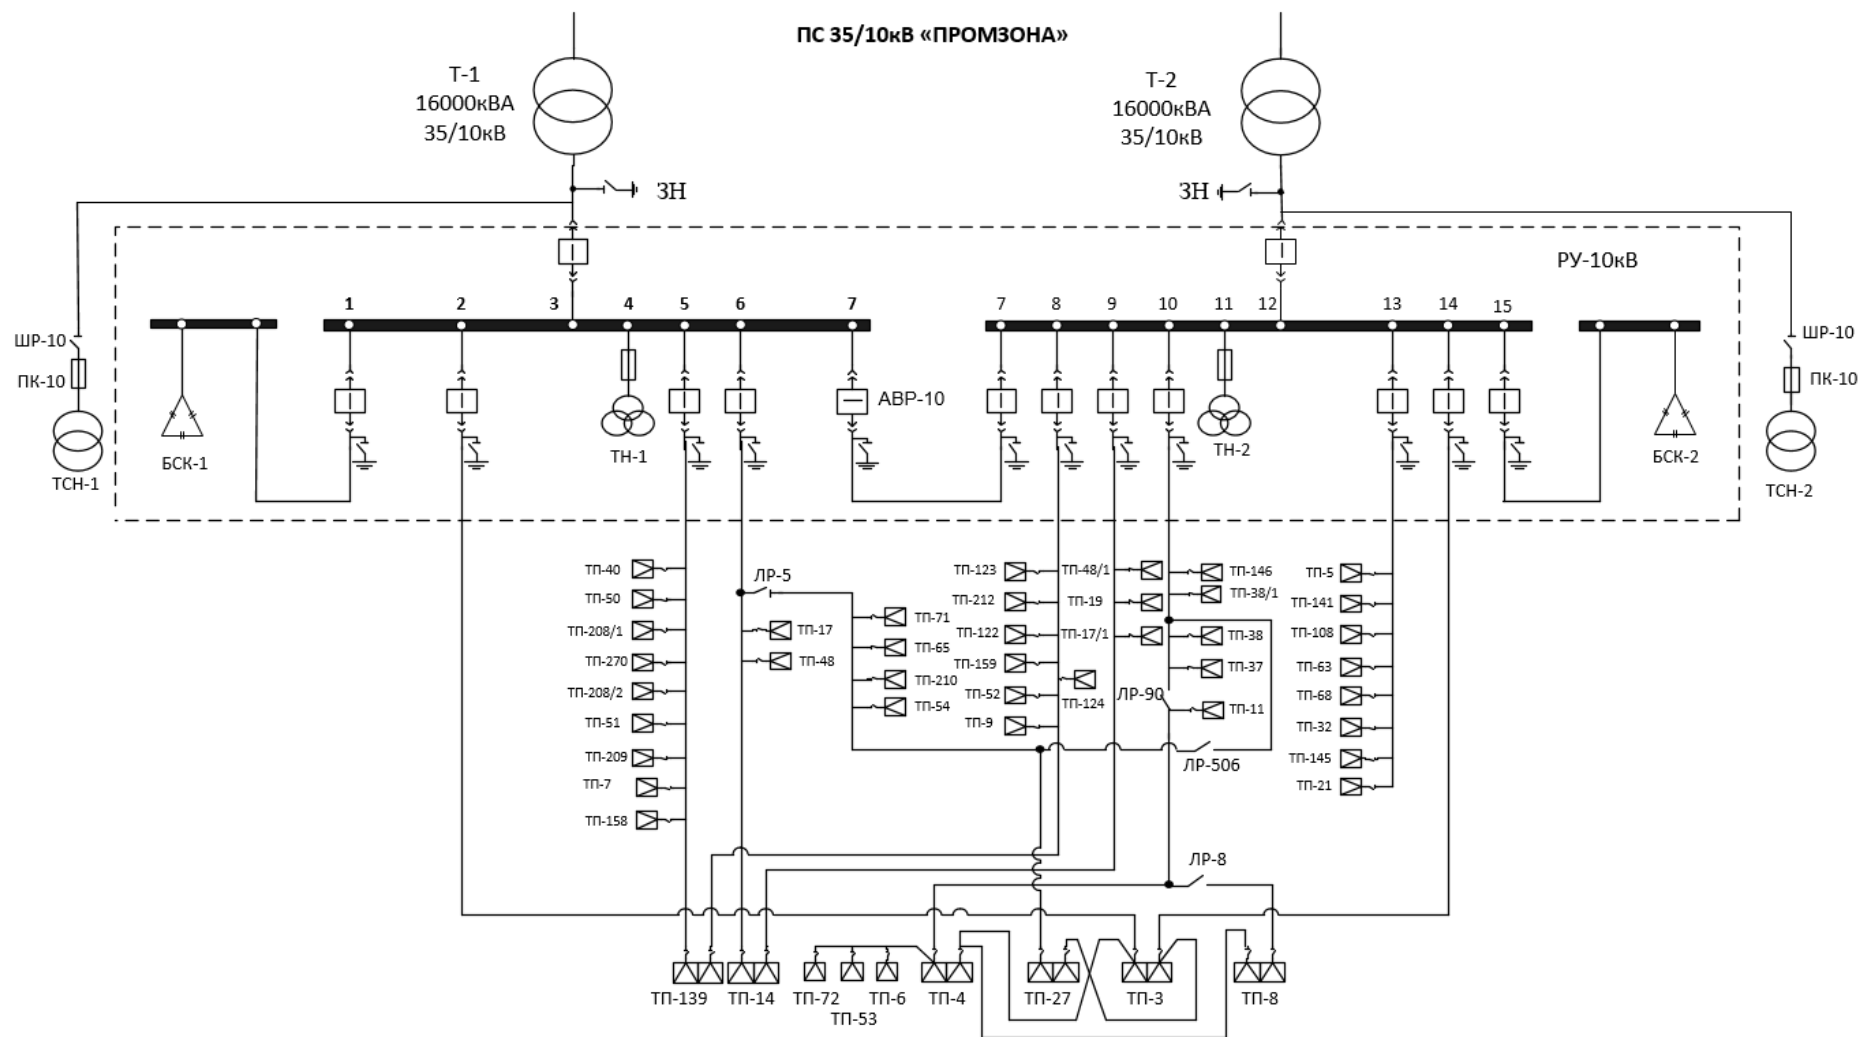 ПС 35/10кВ «ПРОМЗОНА»
Т-1
16000кВА
35/10кВ
Т-2
16000кВА
35/10кВ
ЗН
ЗН
РУ-10кВ
1
2
3
4
5
6
7
7
8
9
10
11
12
13
14
15
ШР-10
ПК-10
ТСН-1
БСК-1
ТН-1
АВР-10
ТН-2
БСК-2
ШР-10
ПК-10
ТСН-2
ТП-40
ТП-50
ТП-208/1
ТП-270
ТП-208/2
ТП-51
ТП-209
ТП-7
ТП-158
ЛР-5
ТП-17
ТП-48
ТП-71
ТП-65
ТП-210
ТП-54
ТП-123
ТП-212
ТП-122
ТП-159
ТП-52
ТП-9
ТП-124
ТП-48/1
ТП-19
ТП-17/1
ТП-146
ТП-38/1
ТП-38
ТП-37
ЛР-90
ТП-11
ЛР-506
ТП-5
ТП-141
ТП-108
ТП-63
ТП-68
ТП-32
ТП-145
ТП-21
ЛР-8
ТП-139
ТП-14
ТП-72
ТП-53
ТП-6
ТП-4
ТП-27
ТП-3
ТП-8